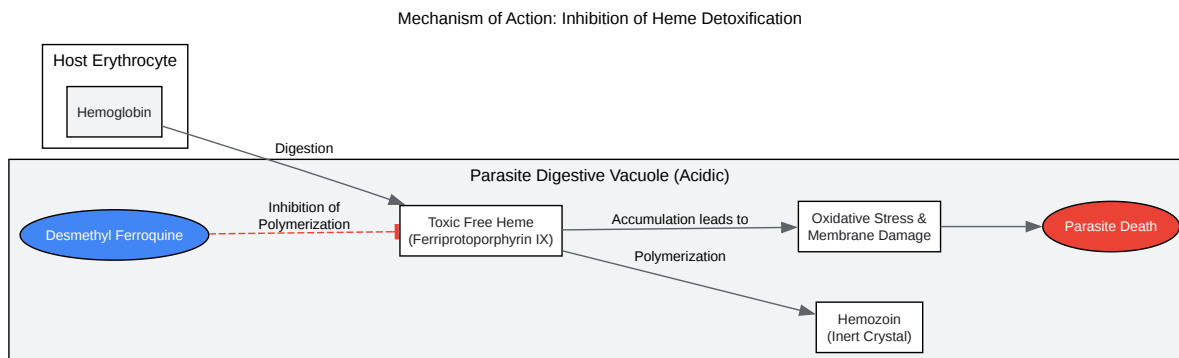 Mechanism of Action: Inhibition of Heme Detoxification
Host Erythrocyte
Hemoglobin
Digestion
Parasite Digestive Vacuole (Acidic)
Desmethyl Ferroquine
Inhibition of
Polymerization
Toxic Free Heme
(Ferriprotoporphyrin IX)
Accumulation leads to
Oxidative Stress &
Membrane Damage
Parasite Death
Polymerization
Hemozoin
(Inert Crystal)